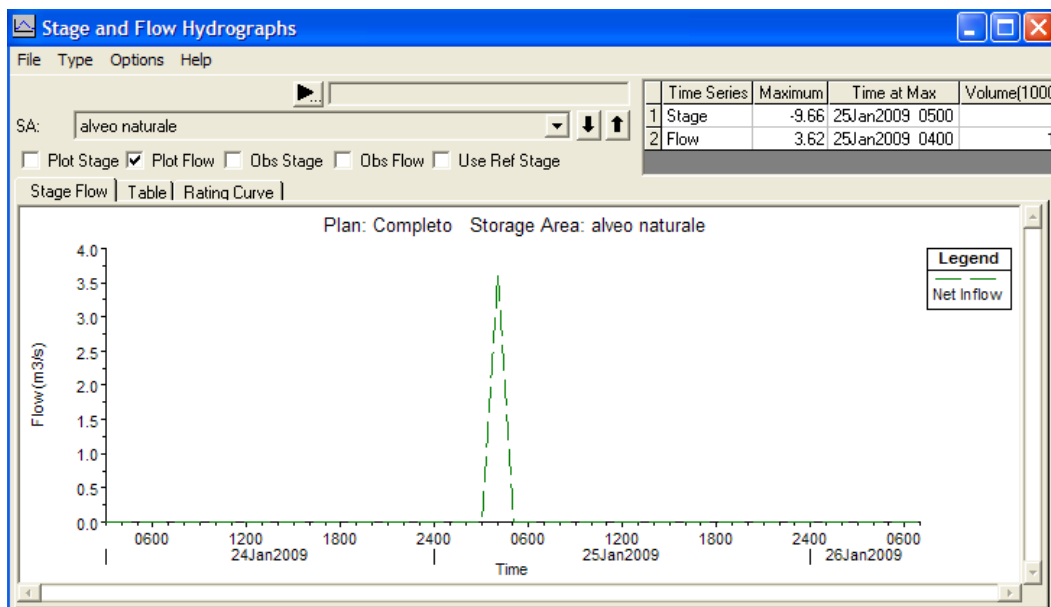 Stage and Flow Hydrographs
File Type Options Help
SA: alveo naturale
Plot Stage Plot Flow Obs Stage Obs Flow Use Ref Stage
Time Series Maximum Time at Max Volume(1000
1 Stage -9.66 25Jan2009 0500
2 Flow 3.62 25Jan2009 0400 1
Stage Flow Table Rating Curve
Plan: Completo Storage Area: alveo naturale
Legend
Net Inflow
Flow (m3/s)
4.0
3.5
3.0
2.5
2.0
1.5
1.0
0.5
0.0
0600 1200 1800 2400 0600 1200 1800 2400 0600
24Jan2009 25Jan2009 26Jan2009
Time